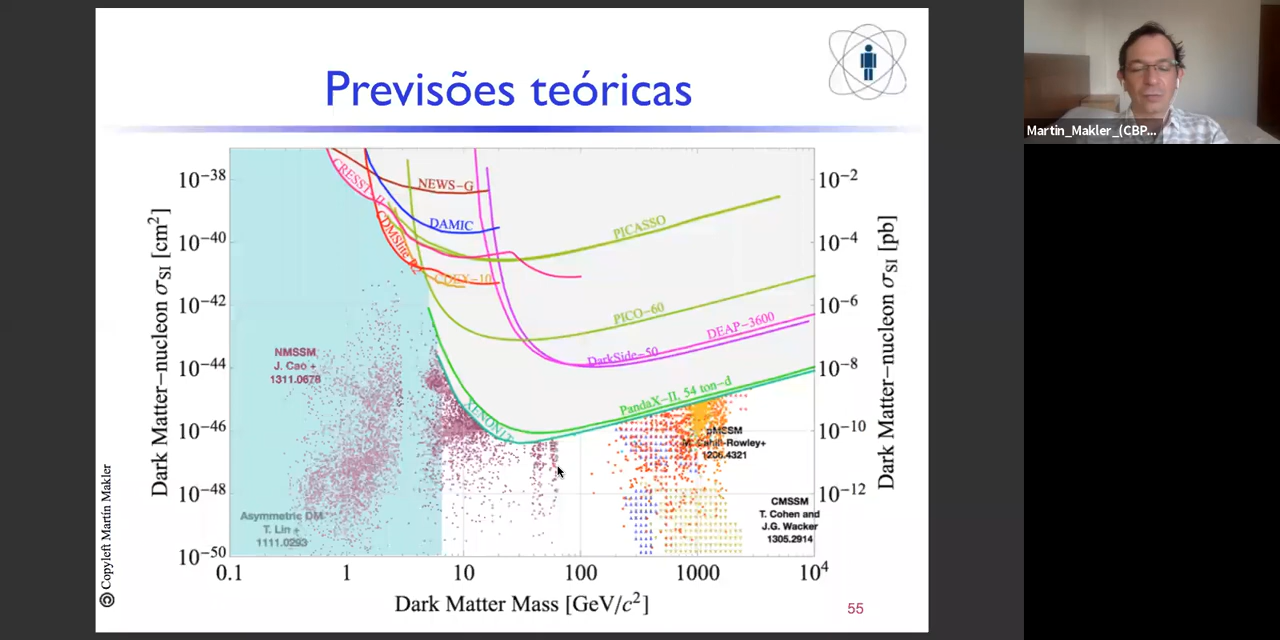 Previsões teóricas
Martin_Makler_(CBP...
10−38
10−40
10−42
10−44
10−46
10−48
10−50
10−2
10−4
10−6
10−8
10−10
10−12
Dark Matter−nucleon σSI [cm2]
Dark Matter−nucleon σSI [pb]
CRESST-II
NEWS−G
DAMIC
CDMSlite R2
CDEX−10
PICASSO
PICO−60
DEAP−3600
DarkSide−50
PandaX−II, 54 ton−d
XENON1T
NMSSM
J. Cao +
1311.0678
Asymmetric DM
T. Lin +
1111.0293
pMSSM
M. Cahill-Rowley+
1206.4321
CMSSM
T. Cohen and
J.G. Wacker
1305.2914
0.1
1
10
100
1000
104
Dark Matter Mass [GeV/c2]
Copyleft Martin Makler
55